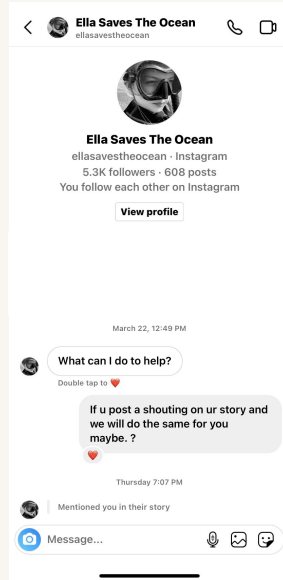 Ella Saves The Ocean
ellasavestheocean
Ella Saves The Ocean
ellasavestheocean · Instagram
5.3K followers · 608 posts
You follow each other on Instagram
View profile
March 22, 12:49 PM
What can I do to help?
Double tap to ❤️
If u post a shouting on ur story and
we will do the same for you
maybe. ?
❤️
Thursday 7:07 PM
Mentioned you in their story
Message...